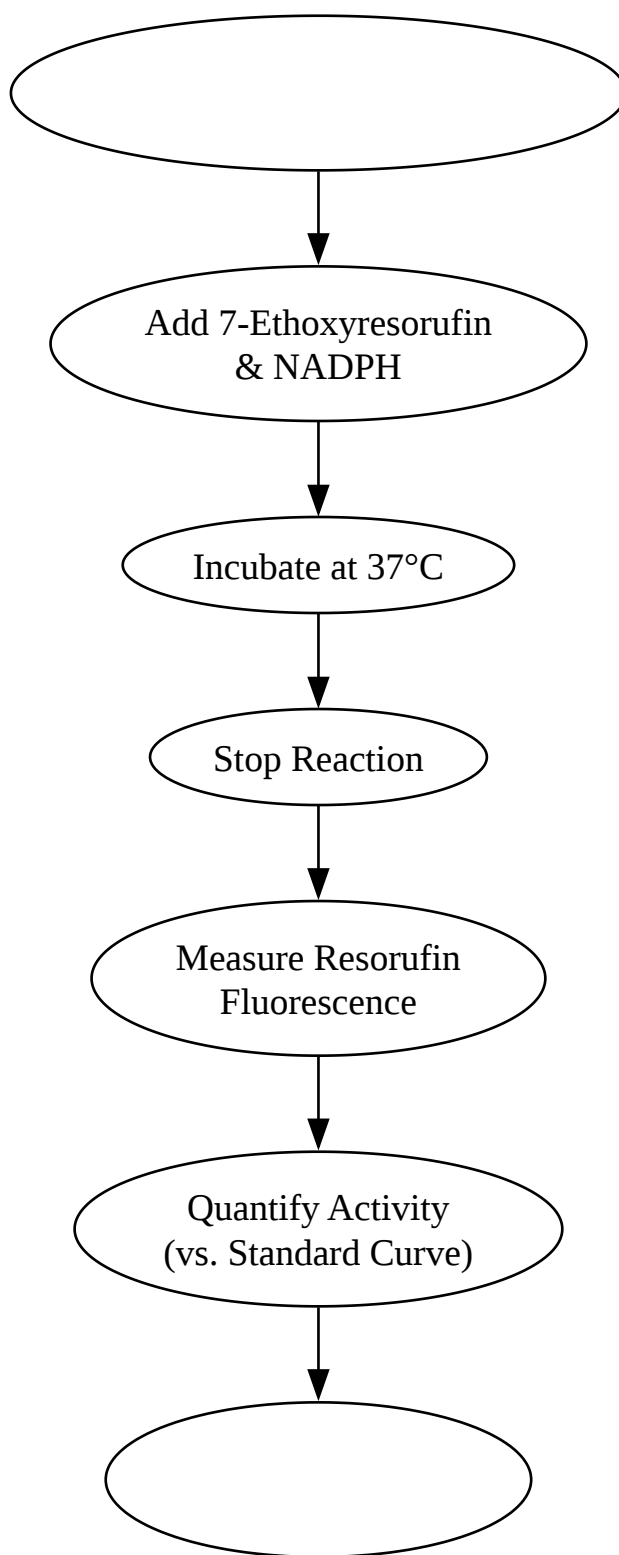 Add 7-Ethoxyresorufin
& NADPH
Incubate at 37°C
Stop Reaction
Measure Resorufin
Fluorescence
Quantify Activity
(vs. Standard Curve)